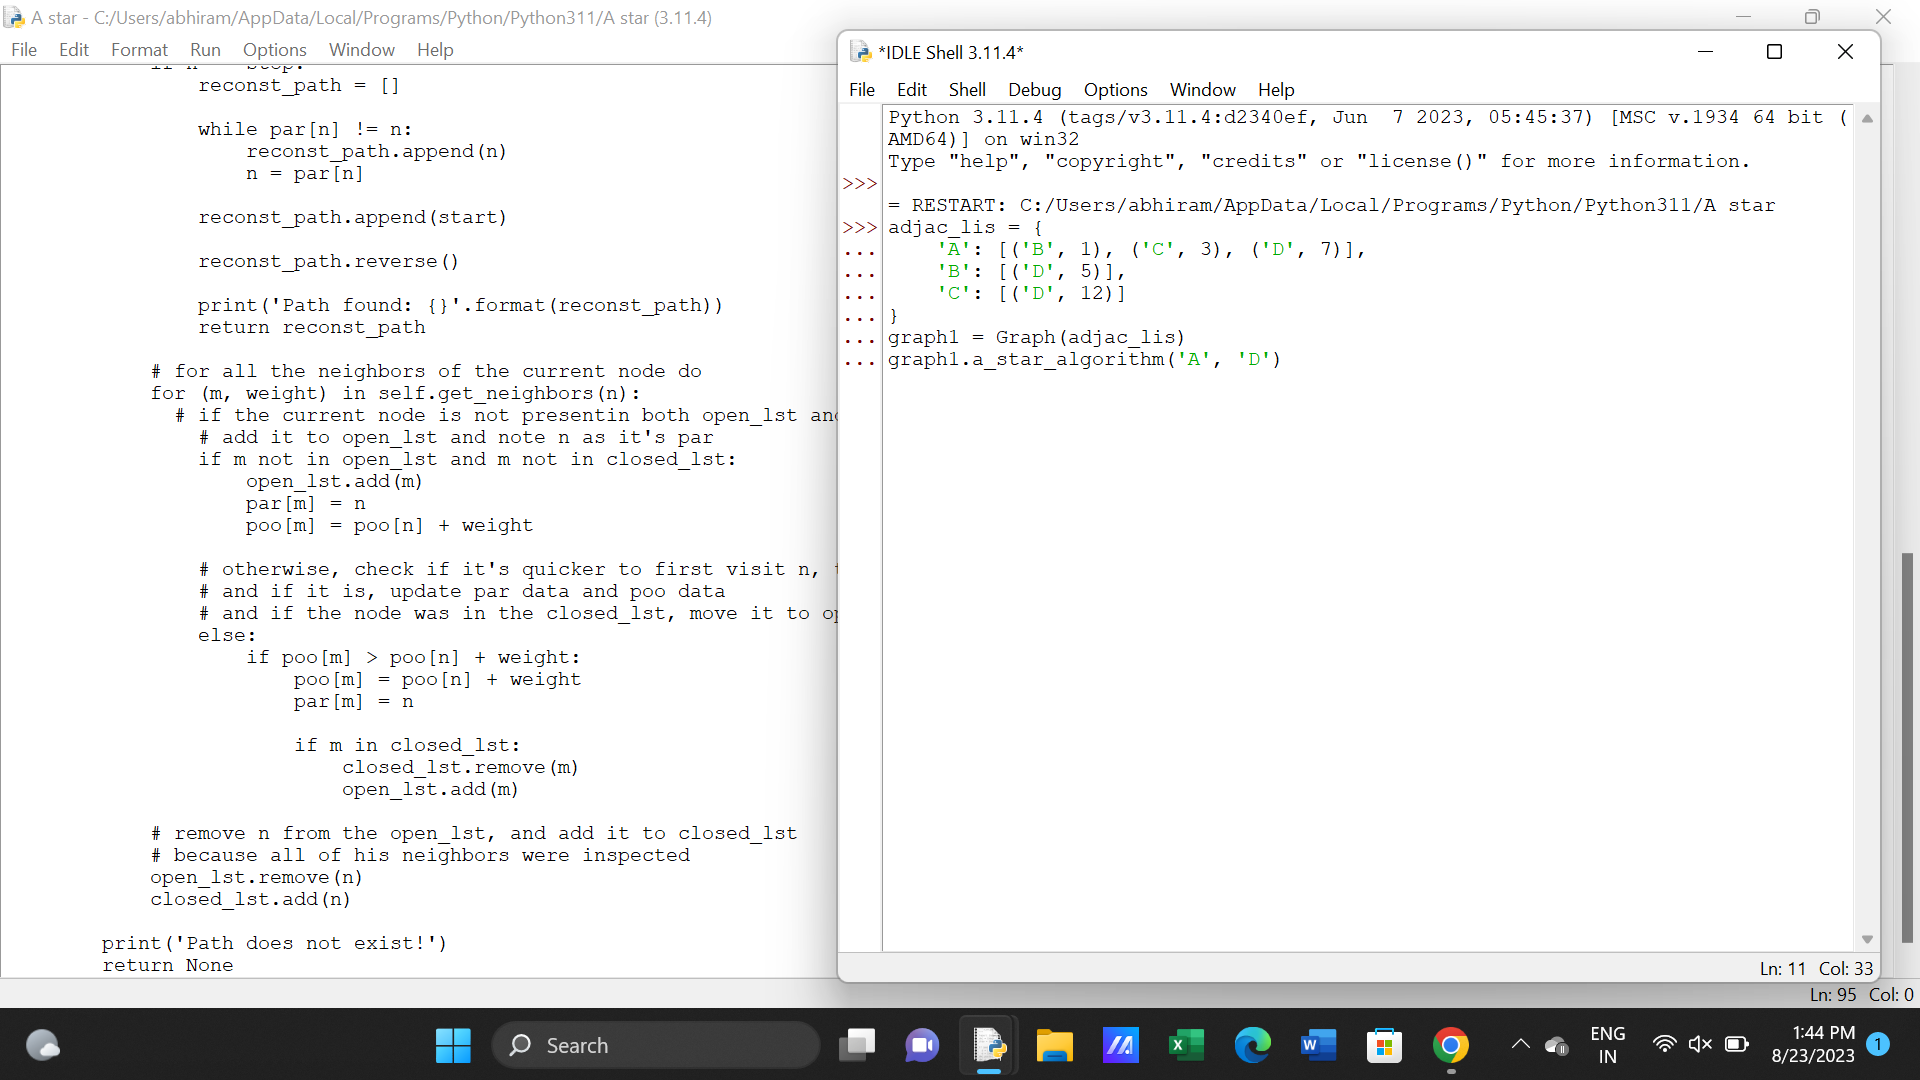 A star - C:/Users/abhiram/AppData/Local/Programs/Python/Python311/A star (3.11.4)
File Edit Format Run Options Window Help
reconst_path = []
while par[n] != n:
reconst_path.append(n)
n = par[n]
reconst_path.append(start)
reconst_path.reverse()
print('Path found: {}'.format(reconst_path))
return reconst_path
# for all the neighbors of the current node do
for (m, weight) in self.get_neighbors(n):
# if the current node is not presentin both open_lst
# add it to open_lst and note n as it's par
if m not in open_lst and m not in closed_lst:
open_lst.add(m)
par[m] = n
poo[m] = poo[n] + weight
# otherwise, check if it's quicker to first visit n,
# and if it is, update par data and poo data
# and if the node was in the closed_lst, move it to
else:
if poo[m] > poo[n] + weight:
poo[m] = poo[n] + weight
par[m] = n
if m in closed_lst:
closed_lst.remove(m)
open_lst.add(m)
# remove n from the open_lst, and add it to closed_lst
# because all of his neighbors were inspected
open_lst.remove(n)
closed_lst.add(n)
print('Path does not exist!')
return None
Ln: 95 Col: 0
*IDLE Shell 3.11.4*
File Edit Shell Debug Options Window Help
Python 3.11.4 (tags/v3.11.4:d2340ef, Jun  7 2023, 05:45:37) [MSC v.1934 64 bit (
AMD64)] on win32
Type "help", "copyright", "credits" or "license()" for more information.
>>>
= RESTART: C:/Users/abhiram/AppData/Local/Programs/Python/Python311/A star
>>> adjac_lis = {
... 'A': [('B', 1), ('C', 3), ('D', 7)],
... 'B': [('D', 5)],
... 'C': [('D', 12)]
... }
... graph1 = Graph(adjac_lis)
... graph1.a_star_algorithm('A', 'D')
Ln: 11 Col: 33
Search
ENG
IN
1:44 PM
8/23/2023
1